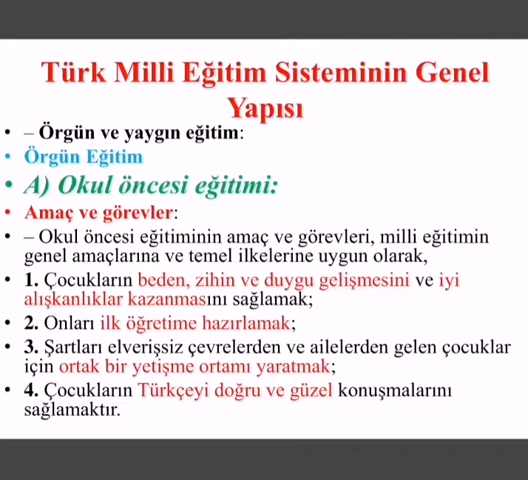 Türk Milli Eğitim Sisteminin Genel
Yapısı
• – Örgün ve yaygın eğitim:
• Örgün Eğitim
• A) Okul öncesi eğitimi:
• Amaç ve görevler:
• – Okul öncesi eğitiminin amaç ve görevleri, milli eğitimin
genel amaçlarına ve temel ilkelerine uygun olarak,
• 1. Çocukların beden, zihin ve duygu gelişmesini ve iyi
alışkanlıklar kazanmasını sağlamak;
• 2. Onları ilk öğretime hazırlamak;
• 3. Şartları elverişsiz çevrelerden ve ailelerden gelen çocuklar
için ortak bir yetişme ortamı yaratmak;
• 4. Çocukların Türkçeyi doğru ve güzel konuşmalarını
sağlamaktır.